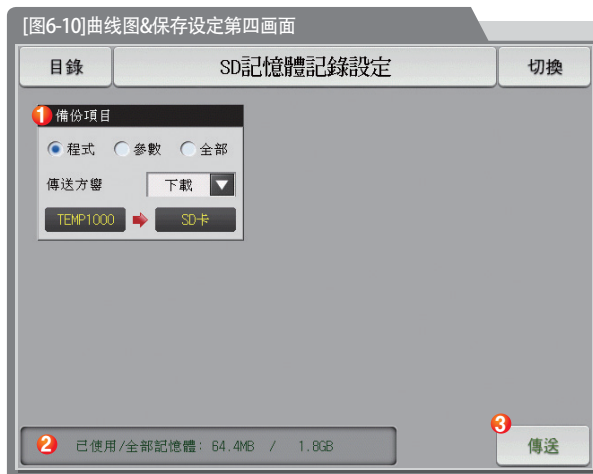 [图6-10]曲线图&保存设定第四画面
目錄 SD記憶體記錄設定 切換
1 備份項目
程式 參數 全部
傳送方嚮 下載
TEMP1000 SD卡
3
2 已使用/全部記憶體: 64.4MB / 1.8GB 傳送